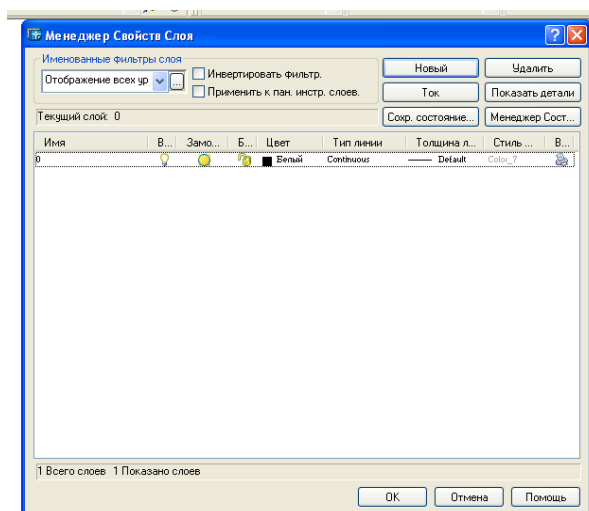 Менеджер Свойств Слоя
Именованные фильтры слоя
Отображение всех ур
...
Инвертировать фильтр.
Применить к пан. инстр. слоев.
Новый Удалить
Ток Показать детали
Текущий слой: 0
Сохр. состояние... Менеджер Сост...
Имя В... Замо... Б... Цвет Тип линии Толщина л... Стиль ... В...
0 Белый Continuous Default Color_7
1 Всего слоев 1 Показано слоев
OK Отмена Помощь